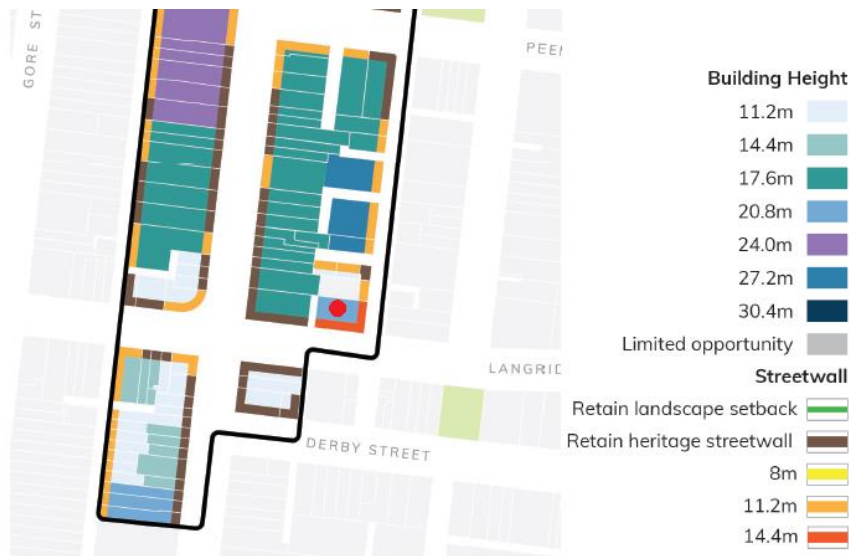 GORE ST
PEE
LANGRID
DERBY STREET
Building Height
11.2m
14.4m
17.6m
20.8m
24.0m
27.2m
30.4m
Limited opportunity
Streetwall
Retain landscape setback
Retain heritage streetwall
8m
11.2m
14.4m